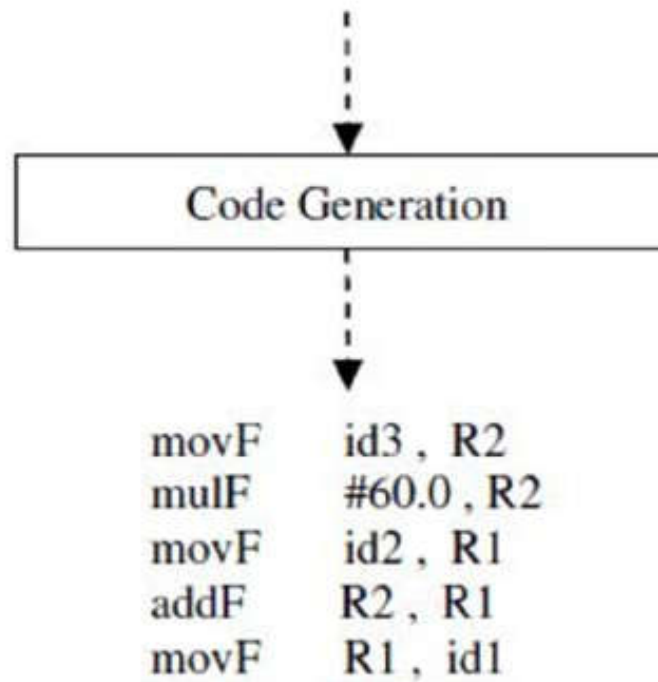 Code Generation
movF id3 , R2
mulF #60.0 , R2
movF id2 , R1
addF R2 , R1
movF R1 , id1